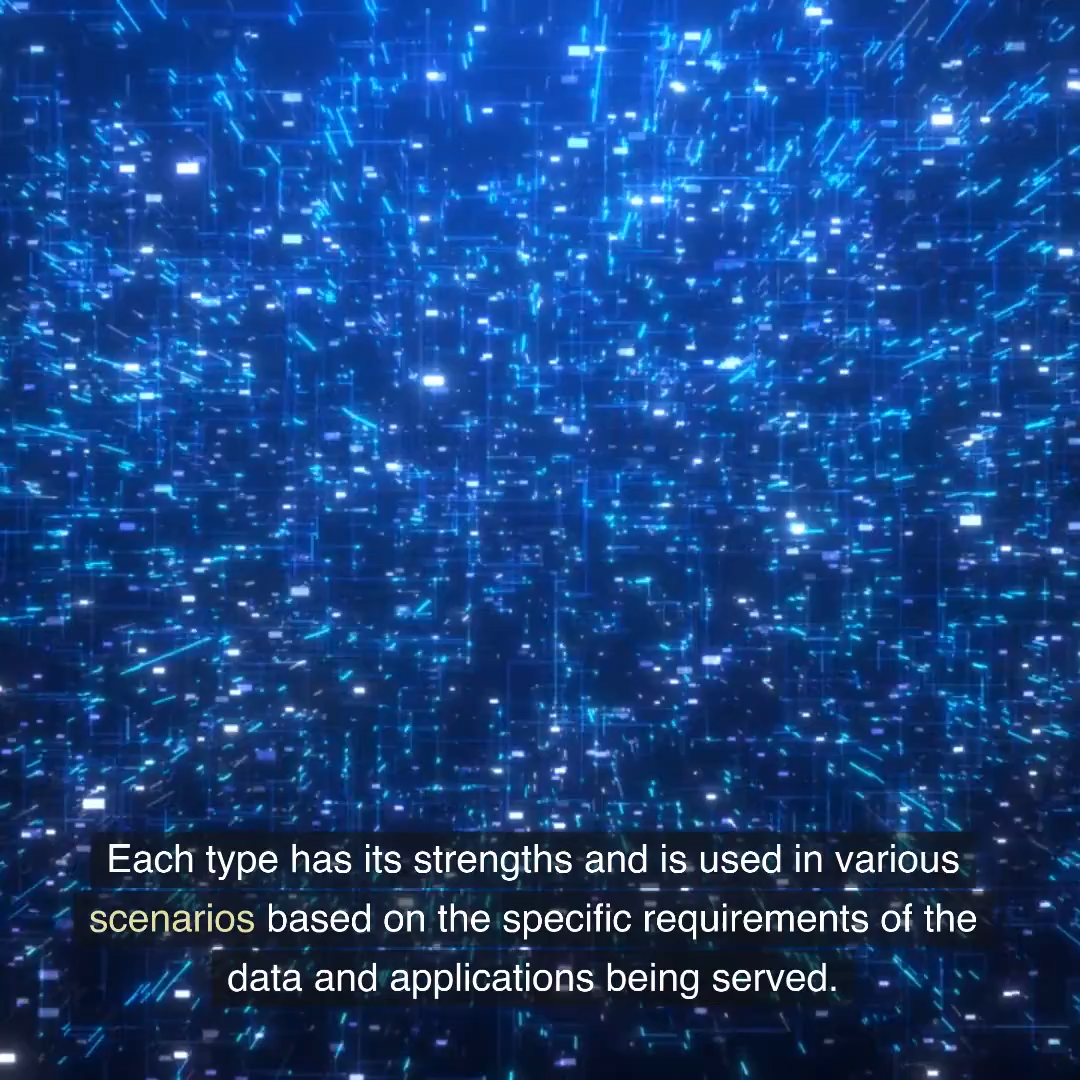 Each type has its strengths and is used in various
scenarios based on the specific requirements of the
data and applications being served.